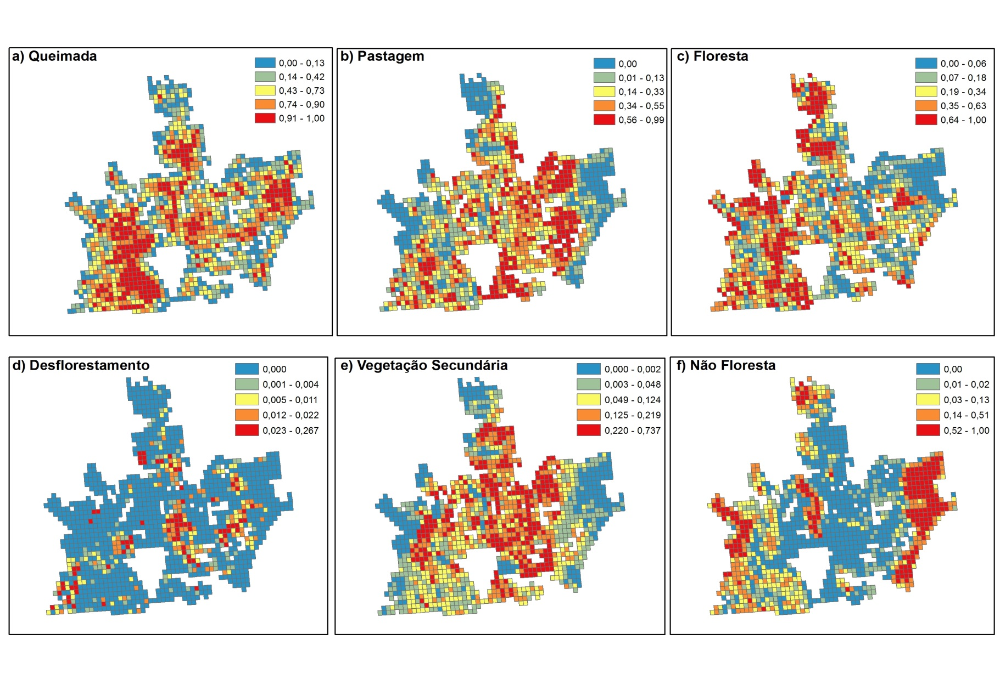 a) Queimada
0,00 - 0,13
0,14 - 0,42
0,43 - 0,73
0,74 - 0,90
0,91 - 1,00
b) Pastagem
0,00
0,01 - 0,13
0,14 - 0,33
0,34 - 0,55
0,56 - 0,99
c) Floresta
0,00 - 0,06
0,07 - 0,18
0,19 - 0,34
0,35 - 0,63
0,64 - 1,00
d) Desflorestamento
0,000
0,001 - 0,004
0,005 - 0,011
0,012 - 0,022
0,023 - 0,267
e) Vegetação Secundária
0,000 - 0,002
0,003 - 0,048
0,049 - 0,124
0,125 - 0,219
0,220 - 0,737
f) Não Floresta
0,00
0,01 - 0,02
0,03 - 0,13
0,14 - 0,51
0,52 - 1,00